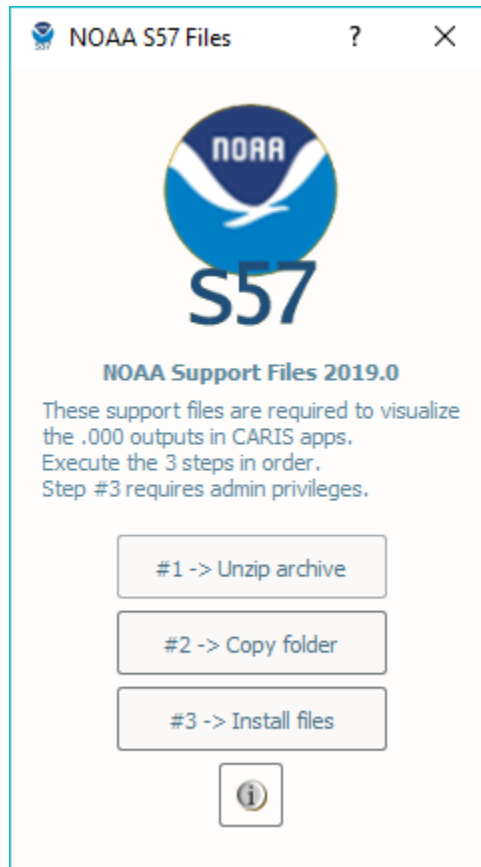 S57
NOAA S57 Files
?
NOAA
S57
NOAA Support Files 2019.0
These support files are required to visualize
the .000 outputs in CARIS apps.
Execute the 3 steps in order.
Step #3 requires admin privileges.
#1 -> Unzip archive
#2 -> Copy folder
#3 -> Install files
i